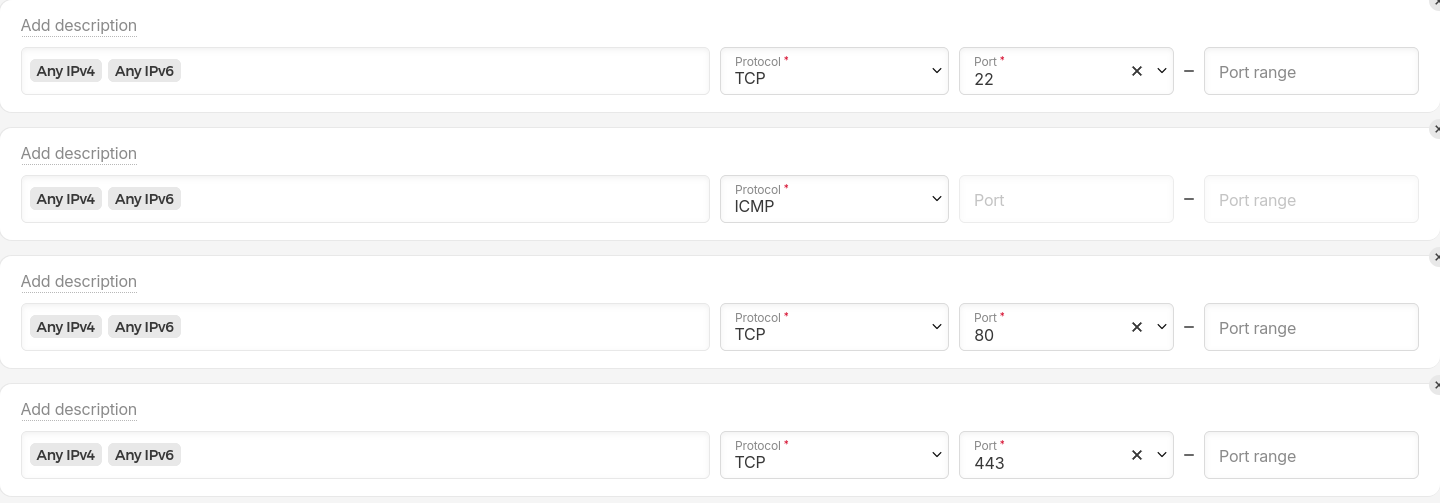 Add description
Any IPv4 Any IPv6 Protocol * TCP Port * 22 – Port range
Add description
Any IPv4 Any IPv6 Protocol * ICMP Port – Port range
Add description
Any IPv4 Any IPv6 Protocol * TCP Port * 80 – Port range
Add description
Any IPv4 Any IPv6 Protocol * TCP Port * 443 – Port range